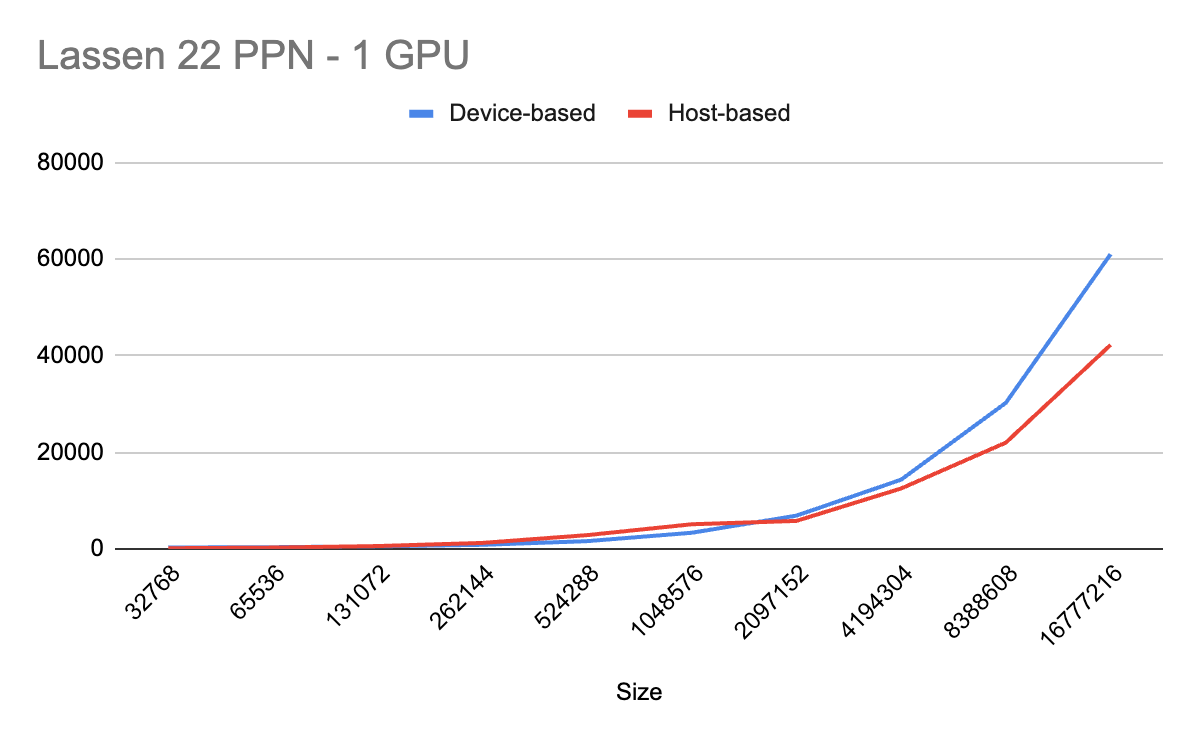 Lassen 22 PPN - 1 GPU
Device-based Host-based
80000
60000
40000
20000
0
32768 65536 131072 262144 524288 1048576 2097152 4194304 8388608 16777216
Size